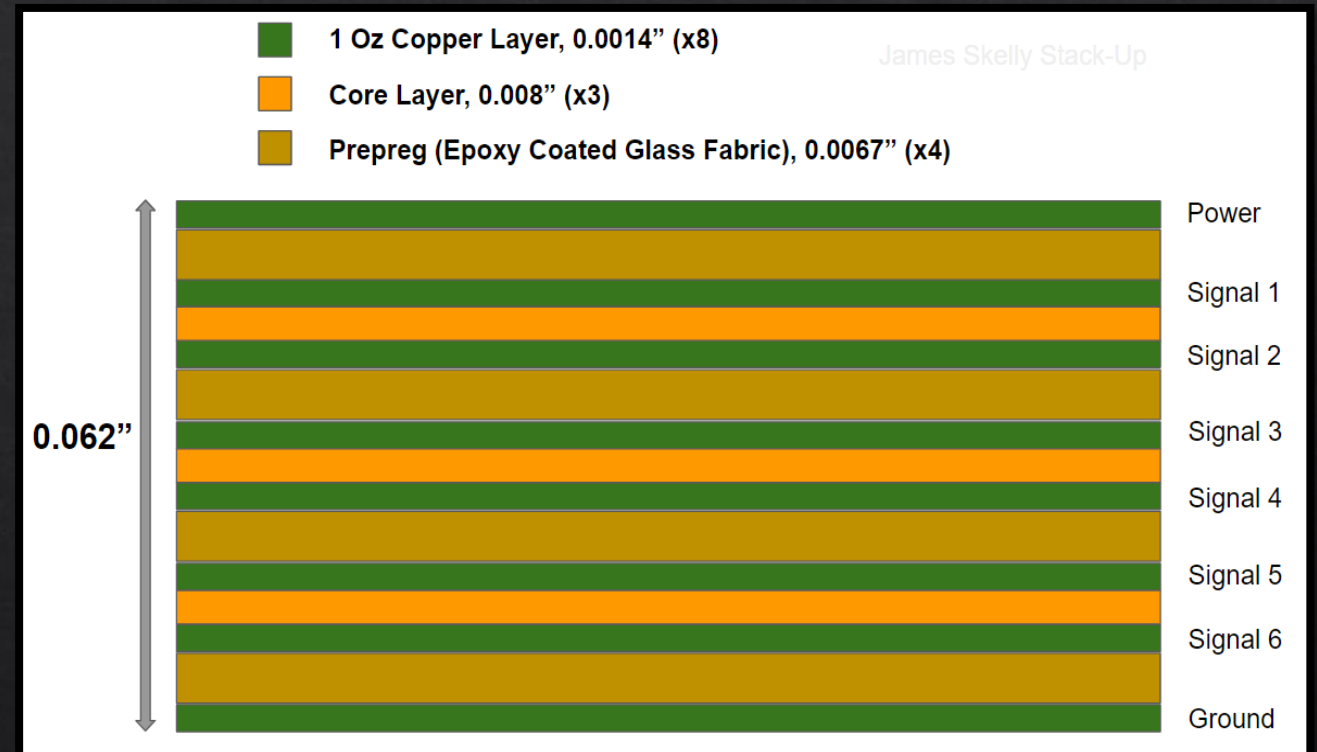 1 Oz Copper Layer, 0.0014” (x8)
James Skelly Stack-Up
Core Layer, 0.008” (x3)
Prepreg (Epoxy Coated Glass Fabric), 0.0067” (x4)
Power
Signal 1
Signal 2
0.062”
Signal 3
Signal 4
Signal 5
Signal 6
Ground